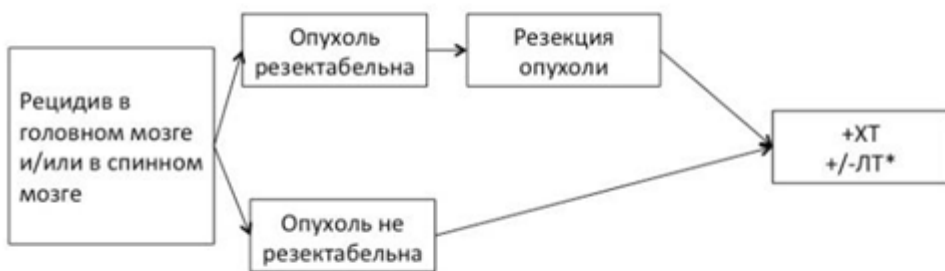 Рецидив в
головном мозге
и/или в спинном
мозге
Опухоль
резектабельна
Резекция
опухоли
Опухоль не
резектабельна
+ХТ
+/-ЛТ*